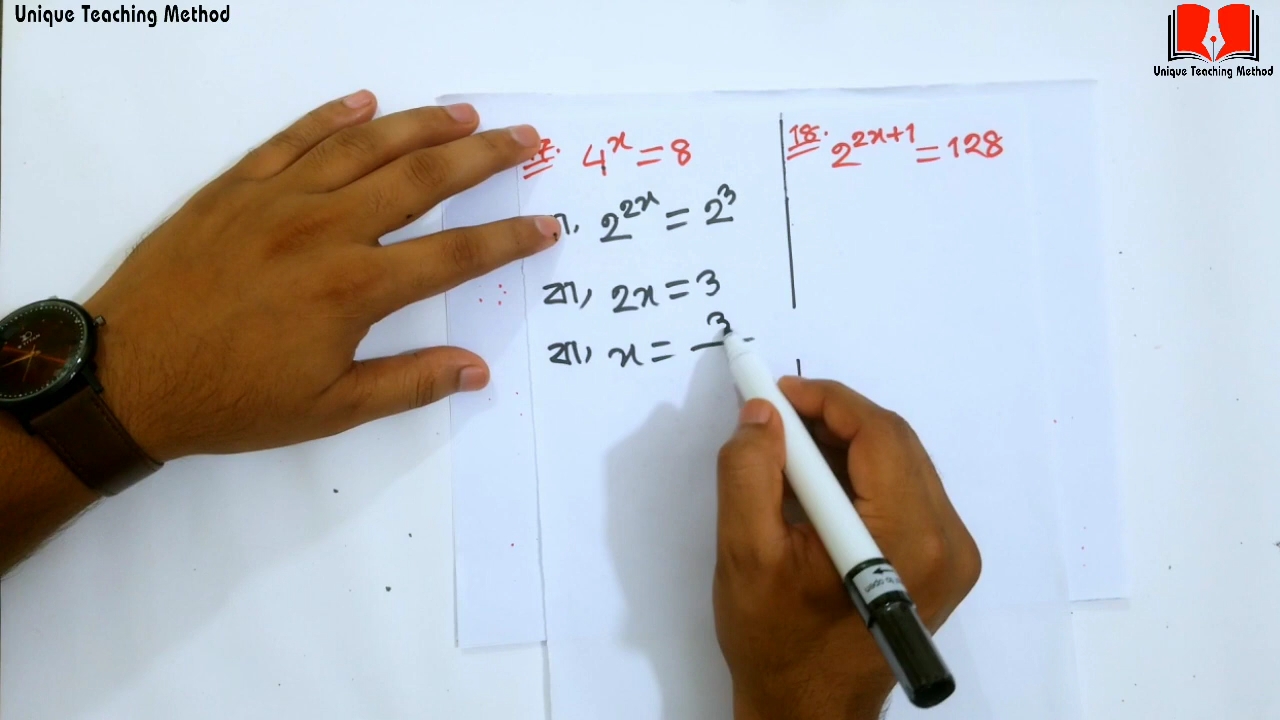 Unique Teaching Method
Unique Teaching Method
4^x = 8
2^2x = 2^3
বা, 2x = 3
বা, x = 3
18. 2^2x+1 = 128